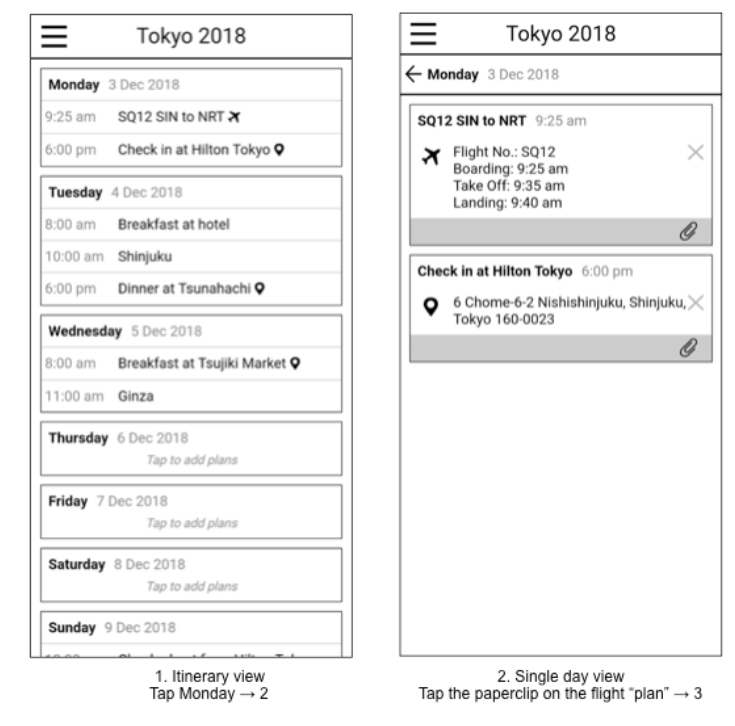 Tokyo 2018
Monday 3 Dec 2018
9:25 am SQ12 SIN to NRT
6:00 pm Check in at Hilton Tokyo
Tuesday 4 Dec 2018
8:00 am Breakfast at hotel
10:00 am Shinjuku
6:00 pm Dinner at Tsunahachi
Wednesday 5 Dec 2018
8:00 am Breakfast at Tsujiki Market
11:00 am Ginza
Thursday 6 Dec 2018
Tap to add plans
Friday 7 Dec 2018
Tap to add plans
Saturday 8 Dec 2018
Tap to add plans
Sunday 9 Dec 2018
1. Itinerary view
Tap Monday → 2
Tokyo 2018
← Monday 3 Dec 2018
SQ12 SIN to NRT 9:25 am
Flight No.: SQ12
Boarding: 9:25 am
Take Off: 9:35 am
Landing: 9:40 am
Check in at Hilton Tokyo 6:00 pm
6 Chome-6-2 Nishishinjuku, Shinjuku,
Tokyo 160-0023
2. Single day view
Tap the paperclip on the flight “plan” → 3